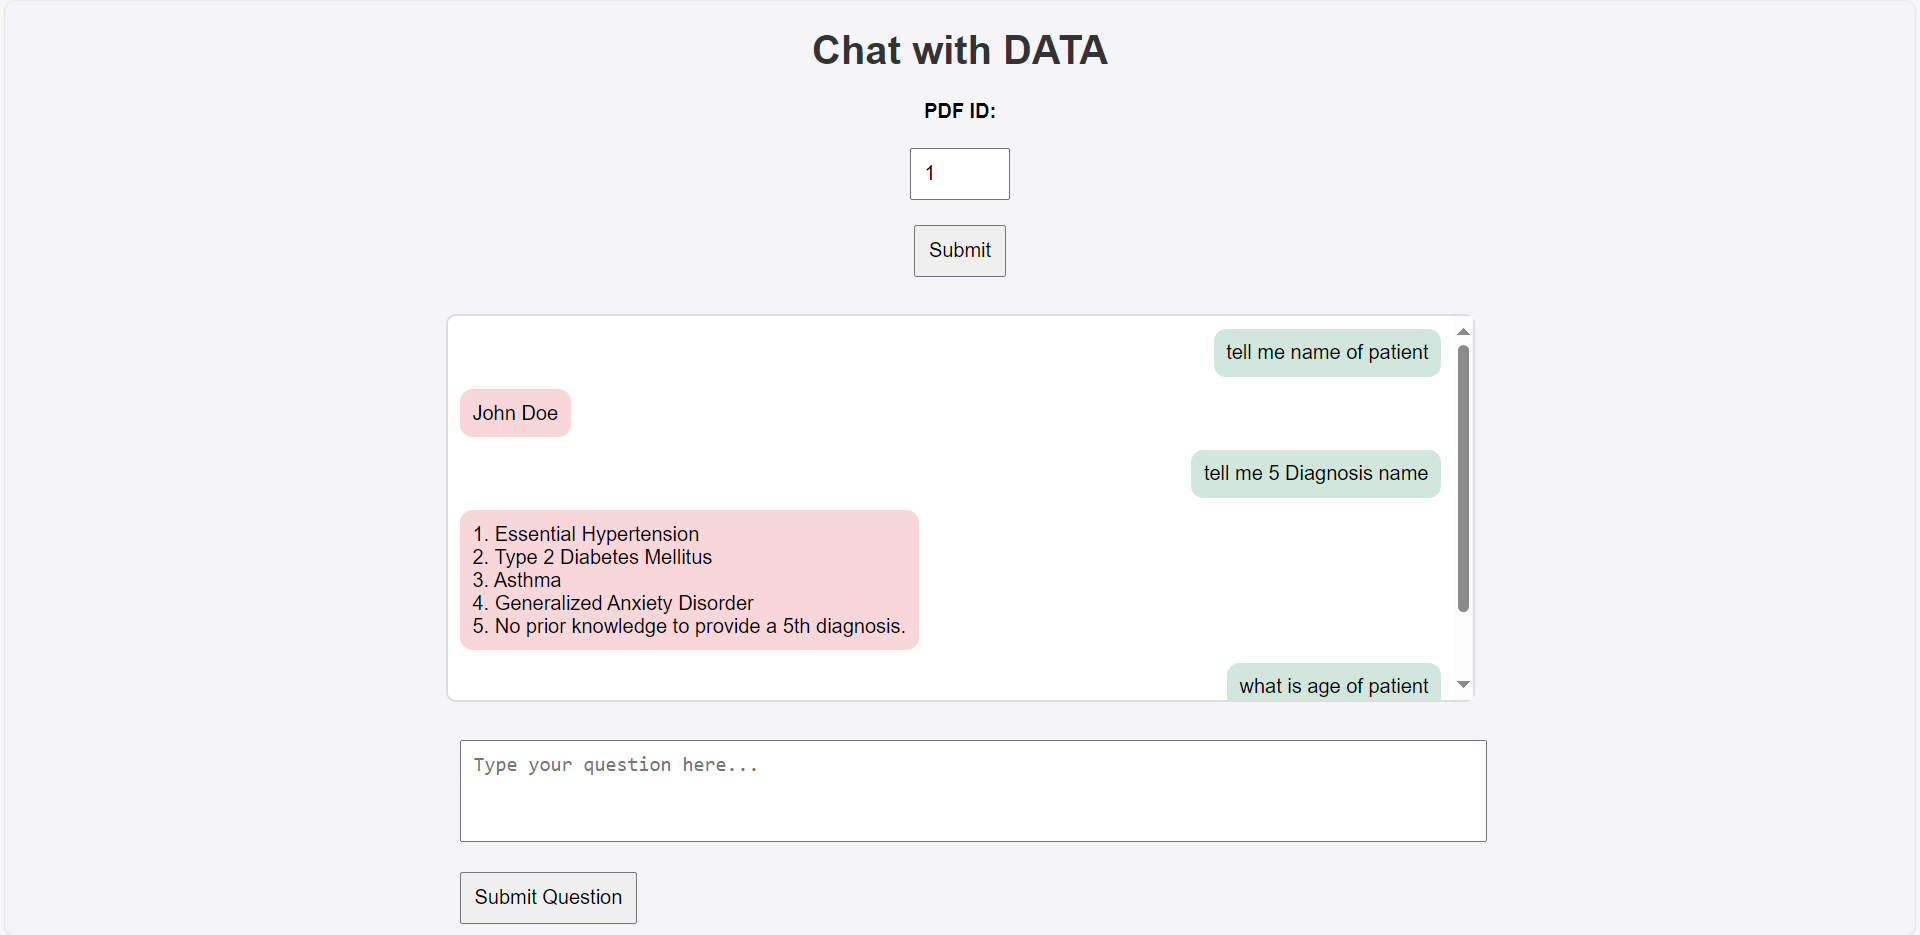 Chat with DATA
PDF ID:
1
Submit
tell me name of patient
John Doe
tell me 5 Diagnosis name
1. Essential Hypertension
2. Type 2 Diabetes Mellitus
3. Asthma
4. Generalized Anxiety Disorder
5. No prior knowledge to provide a 5th diagnosis.
what is age of patient
Type your question here...
Submit Question